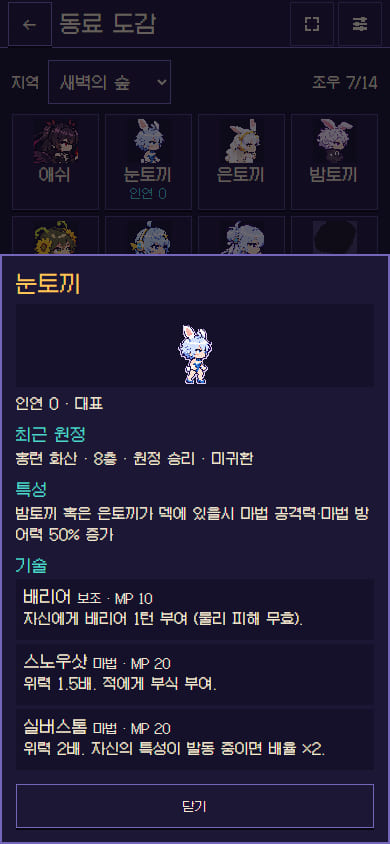 동료 도감
지역 새벽의 숲 조우 7/14
애쉬 눈토끼 은토끼 밤토끼
인연 0
눈토끼
인연 0 · 대표
최근 원정
홍련 화산 · 8층 · 원정 승리 · 미귀환
특성
밤토끼 혹은 은토끼가 덱에 있을시 마법 공격력·마법 방
어력 50% 증가
기술
배리어 보조 · MP 10
자신에게 배리어 1턴 부여 (물리 피해 무효).
스노우샷 마법 · MP 20
위력 1.5배. 적에게 부식 부여.
실버스톰 마법 · MP 20
위력 2배. 자신의 특성이 발동 중이면 배율 ×2.
닫기